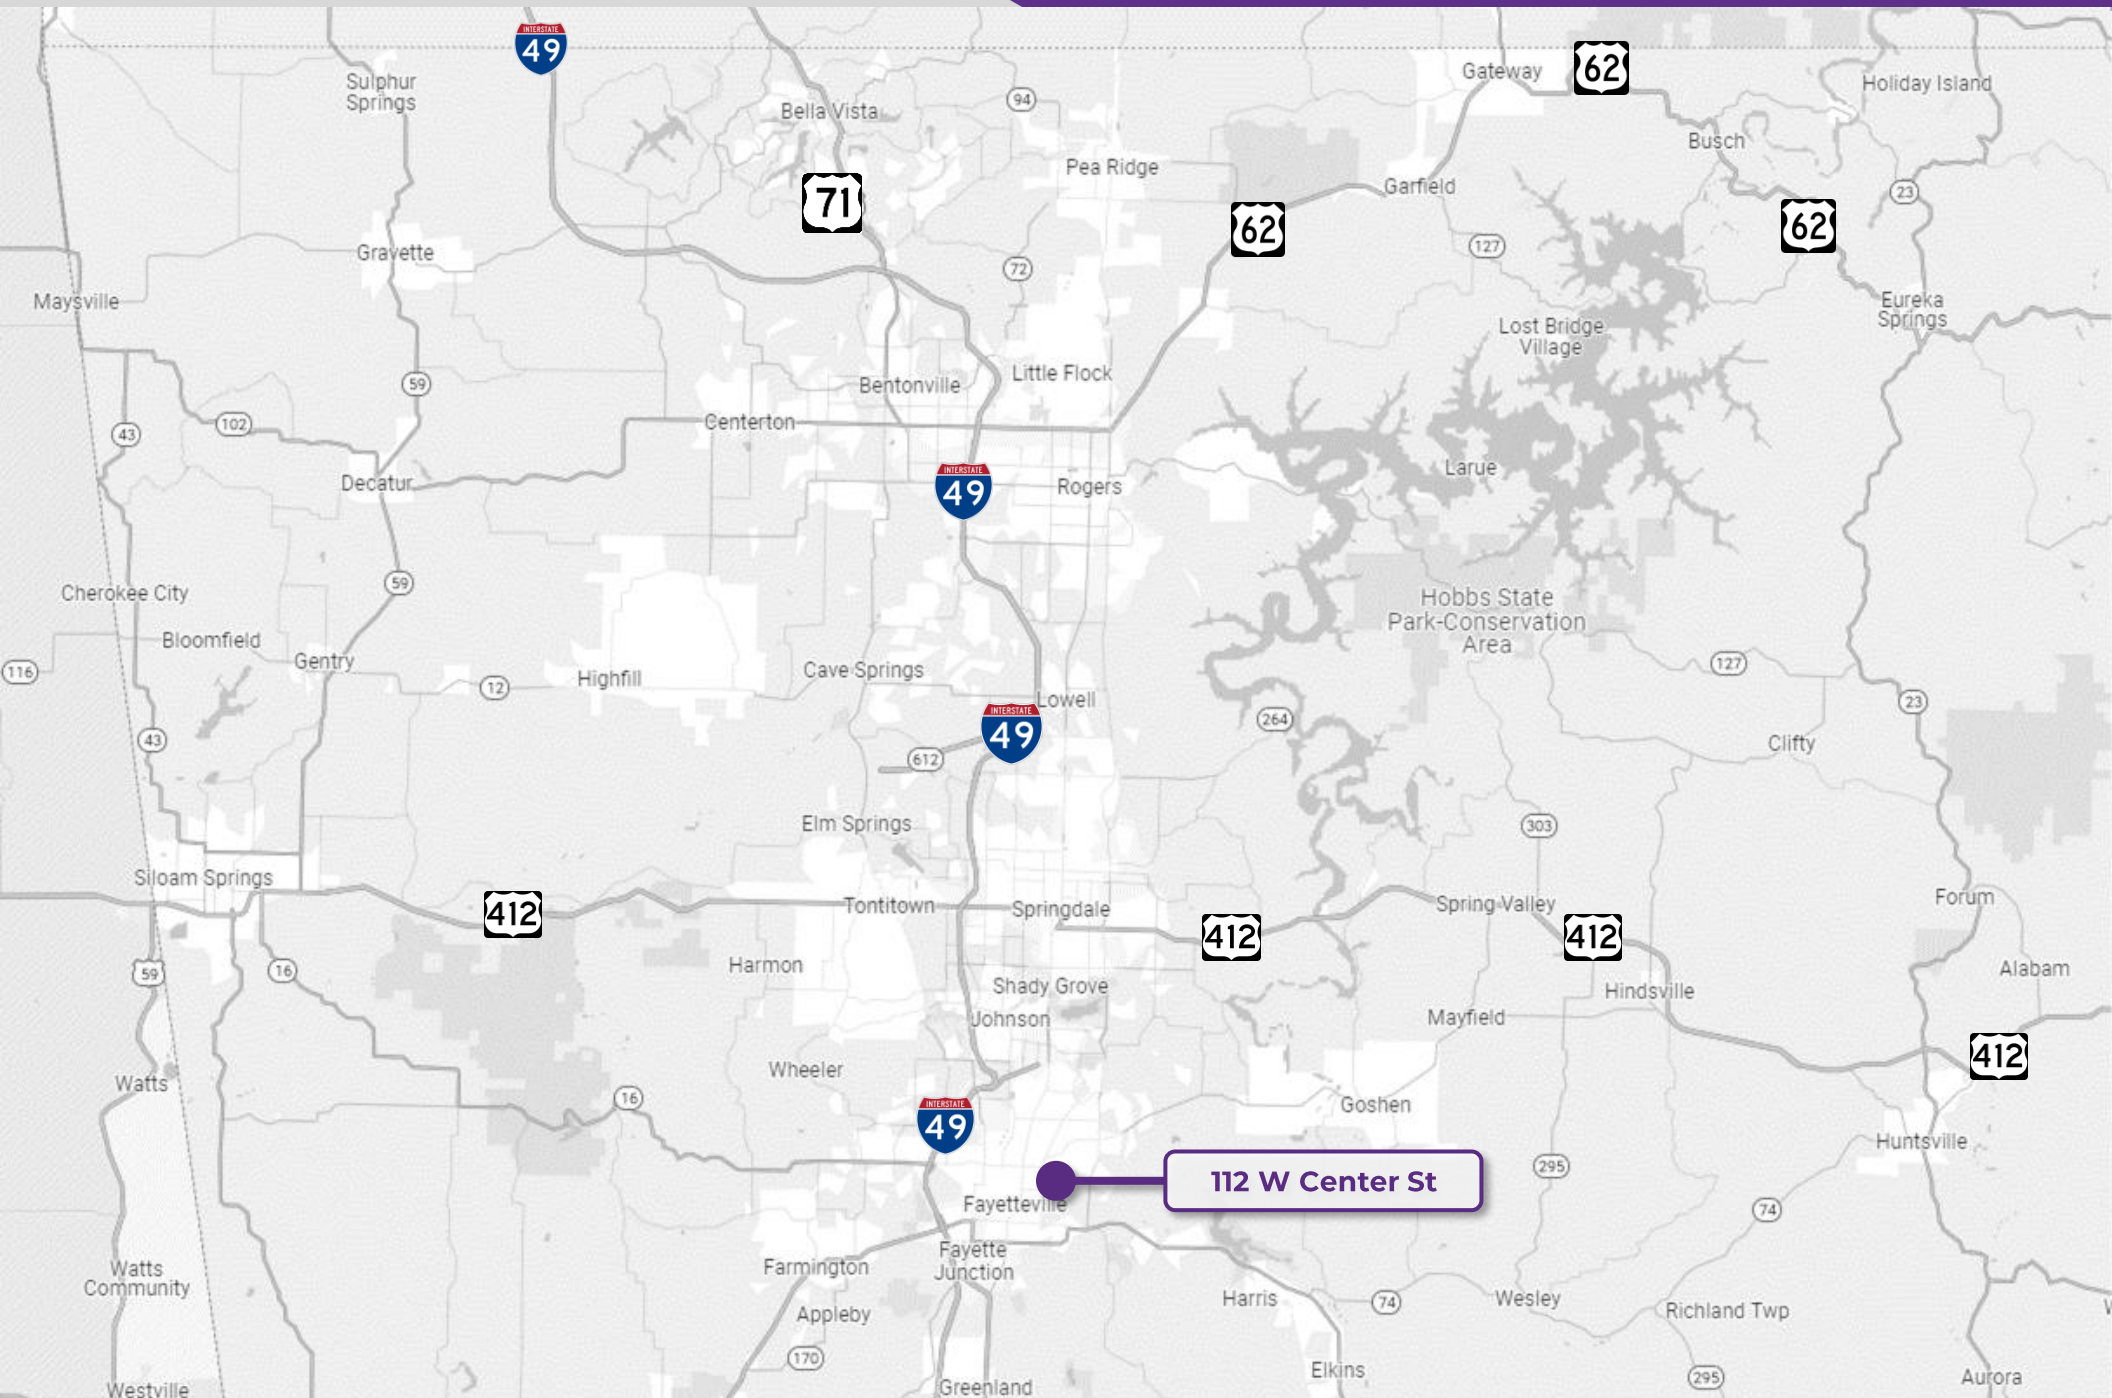 INTERSTATE
49
62
Gateway
Sulphur
Springs
Holiday Island
94
Bella Vista
Busch
Pea Ridge
Garfield
23
71
62
62
127
Gravette
72
Maysville
Eureka
Springs
Lost Bridge
Village
Little Flock
59
Bentonville
Centerton
102
43
Larue
Decatur
INTERSTATE
49
Rogers
59
Cherokee City
Hobbs State
Park-Conservation
Area
Bloomfield
Gentry
127
116
Cave Springs
Highfill
12
Lowell
23
INTERSTATE
49
264
43
Clifty
612
Elm Springs
303
Siloam Springs
Forum
Spring Valley
Tontitown
Springdale
412
412
412
Harmon
Alabam
16
59
Shady Grove
Hindsville
Johnson
Mayfield
412
Wheeler
Watts
16
Goshen
INTERSTATE
49
Huntsville
295
112 W Center St
Fayetteville
74
Fayette
Junction
Farmington
Watts
Community
Harris
74
Wesley
Richland Twp
Appleby
170
Elkins
295
Aurora
Greenland
Westville